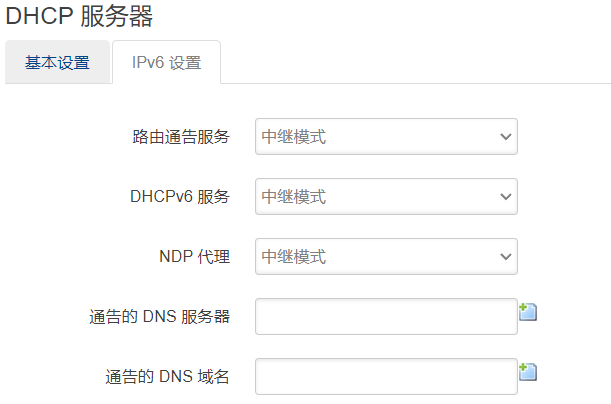 DHCP 服务器
基本设置 IPv6 设置
路由通告服务 中继模式
DHCPv6 服务 中继模式
NDP 代理 中继模式
通告的 DNS 服务器
通告的 DNS 域名